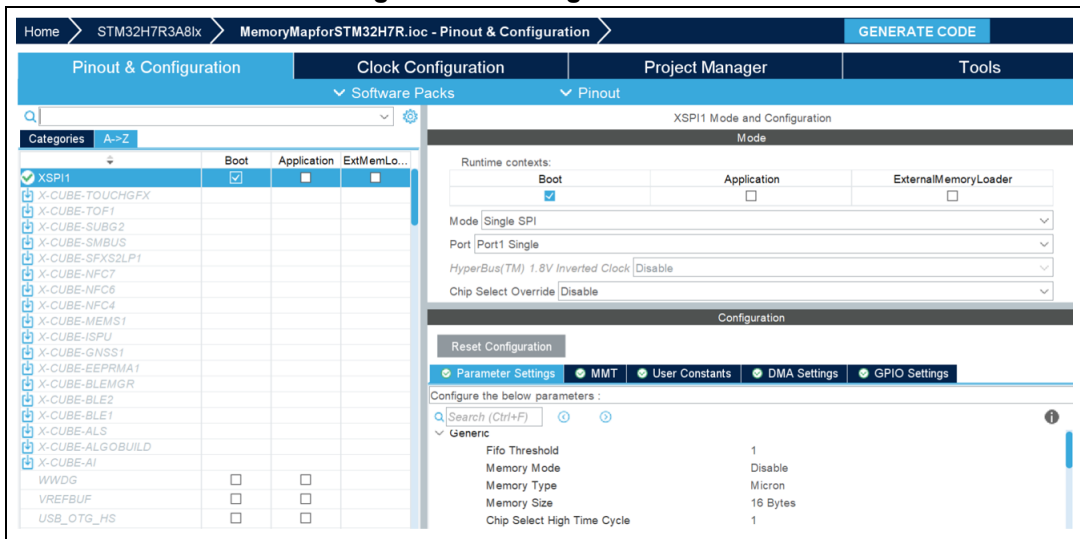 Home STM32H7R3A8Ix MemoryMapforSTM32H7R.ioc - Pinout & Configuration GENERATE CODE
Pinout & Configuration Clock Configuration Project Manager Tools
Software Packs Pinout
XSPI1 Mode and Configuration
Categories A->Z
Mode
Boot Application ExtMemLo...
XSPI1
X-CUBE-TOUCHGFX
X-CUBE-TOF1
X-CUBE-SUBG2
X-CUBE-SMBUS
X-CUBE-SFXS2LP1
X-CUBE-NFC7
X-CUBE-NFC6
X-CUBE-NFC4
X-CUBE-MEMS1
X-CUBE-ISPU
X-CUBE-GNSS1
X-CUBE-EEPRMA1
X-CUBE-BLEMGR
X-CUBE-BLE2
X-CUBE-BLE1
X-CUBE-ALS
X-CUBE-ALGOBUILD
X-CUBE-AI
WWDG
VREFBUF
USB_OTG_HS
Runtime contexts:
Boot Application ExternalMemoryLoader
Mode Single SPI
Port Port1 Single
HyperBus(TM) 1.8V Inverted Clock Disable
Chip Select Override Disable
Configuration
Reset Configuration
Parameter Settings MMT User Constants DMA Settings GPIO Settings
Configure the below parameters :
Search (Ctrl+F)
Generic
Fifo Threshold 1
Memory Mode Disable
Memory Type Micron
Memory Size 16 Bytes
Chip Select High Time Cycle 1